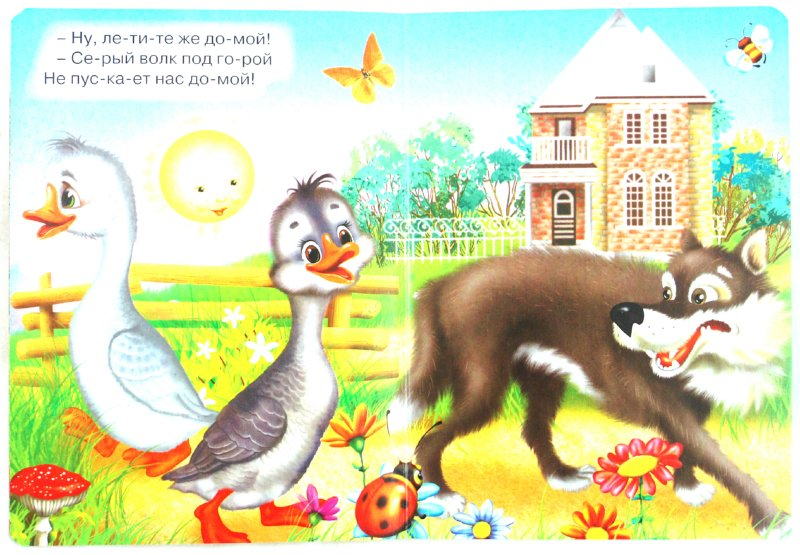 – Ну, ле-ти-те же до-мой!
– Се-рый волк под го-рой
Не пус-ка-ет нас до-мой!